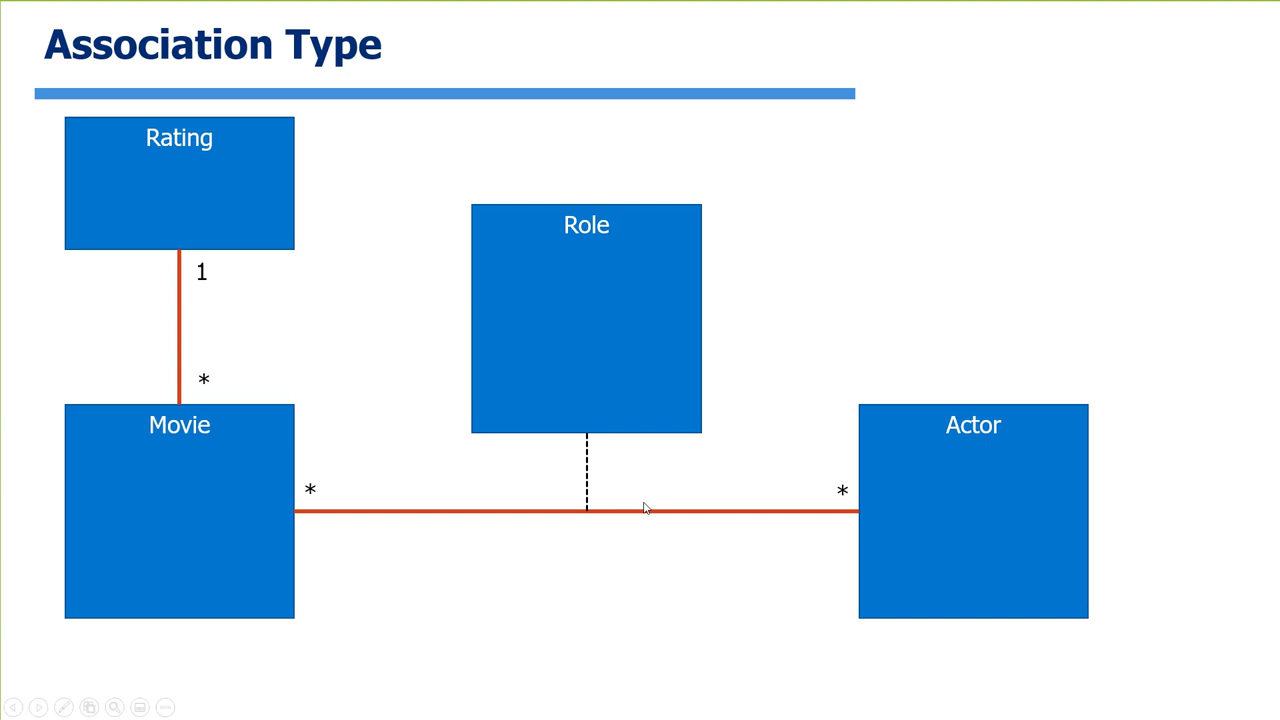 Association Type
Rating
1
*
Movie
*
Role
*
Actor